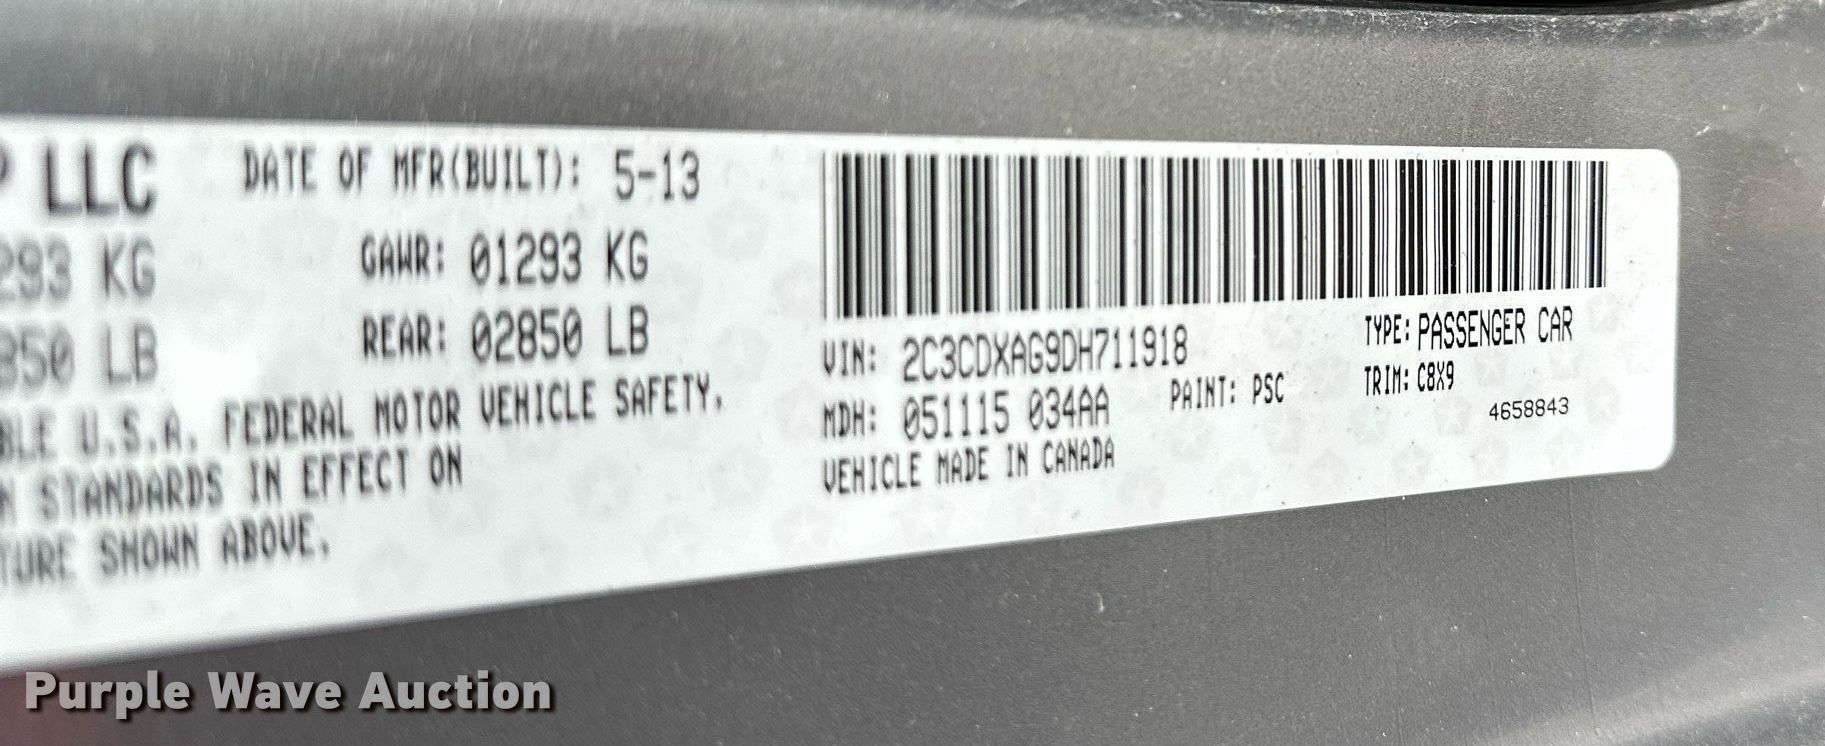 LLC DATE OF MFR(BUILT): 5-13
293 KG GAWR: 01293 KG
850 LB REAR: 02850 LB
U.S.A. FEDERAL MOTOR VEHICLE SAFETY,
STANDARDS IN EFFECT ON
SHOWN ABOVE.
VIN: 2C3CDXAG9DH711918
MDH: 051115 034AA PAINT: PSC
VEHICLE MADE IN CANADA
TYPE: PASSENGER CAR
TRIM: C8X9
4658843
Purple Wave Auction